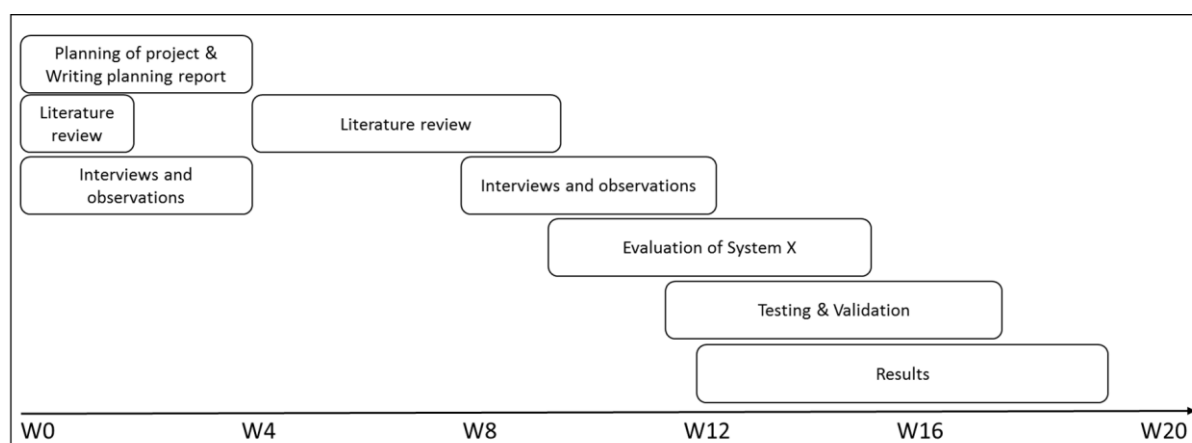 Planning of project &
Writing planning report
Literature
review
Literature review
Interviews and
observations
Interviews and observations
Evaluation of System X
Testing & Validation
Results
W0
W4
W8
W12
W16
W20